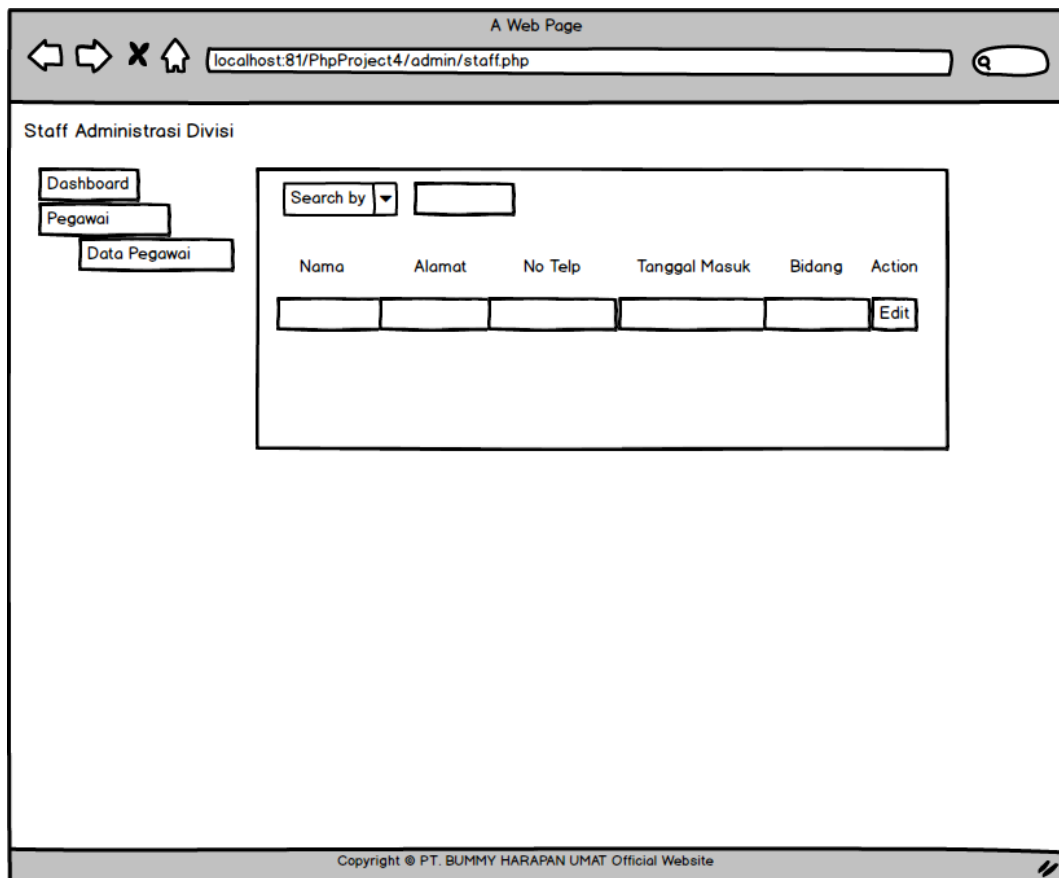 A Web Page
localhost:81/PhpProject4/admin/staff.php
Staff Administrasi Divisi
Dashboard
Pegawai
Data Pegawai
Search by
Nama Alamat No Telp Tanggal Masuk Bidang Action
Edit
Copyright © PT. BUMMY HARAPAN UMAT Official Website